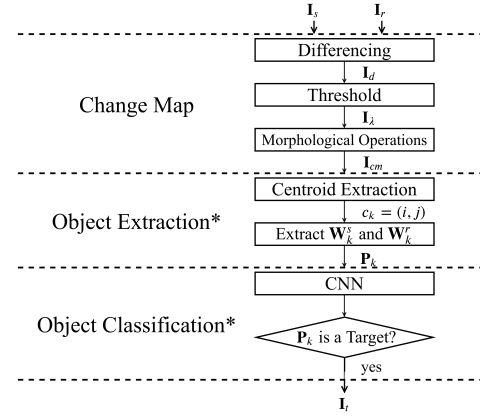 I_s I_r
Differencing
I_d
Change Map
Threshold
I_λ
Morphological Operations
I_cm
Centroid Extraction
c_k = (i, j)
Object Extraction*
Extract W_k^s and W_k^r
P_k
CNN
Object Classification*
P_k is a Target?
yes
I_t